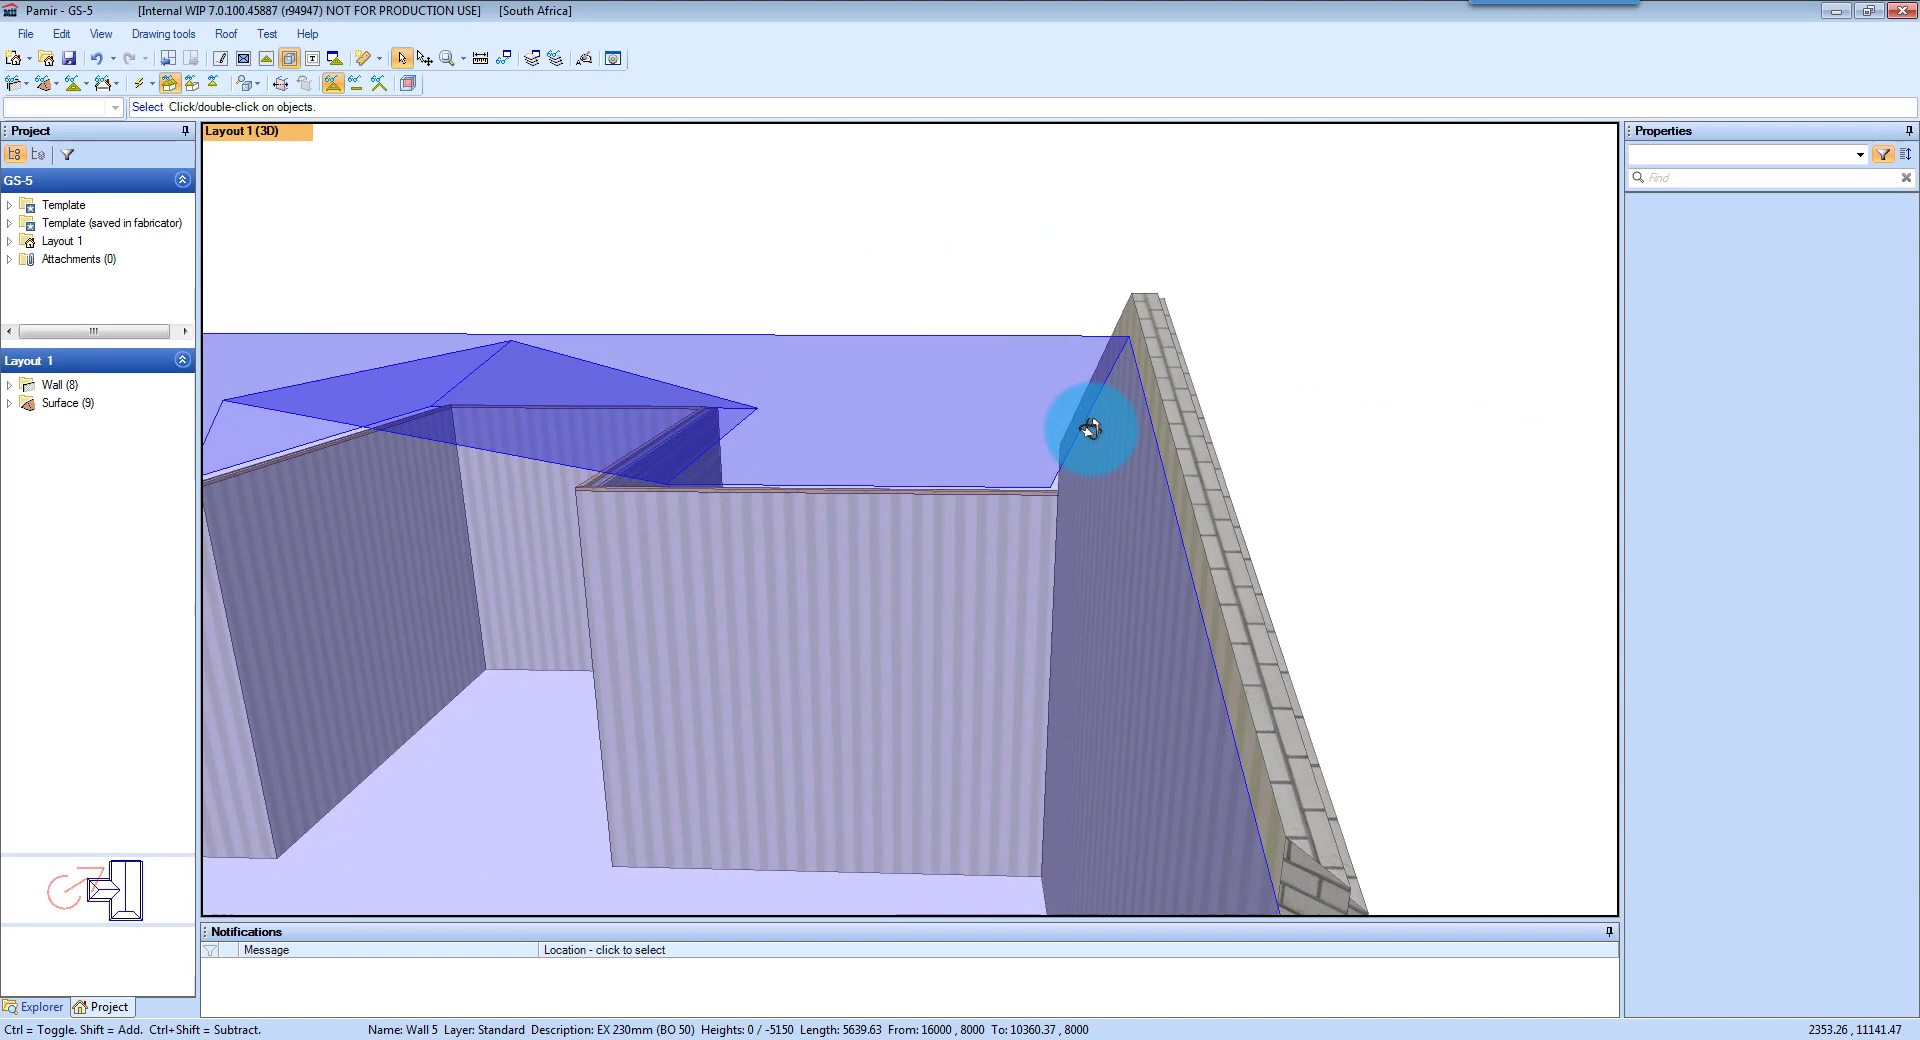 Pamir - GS-5 [Internal WIP 7.0.100.45887 (r94947) NOT FOR PRODUCTION USE] [South Africa]
File Edit View Drawing tools Roof Test Help
Select Click/double-click on objects.
Project
Layout 1 (3D)
Properties
Find
GS-5
Template
Template (saved in fabricator)
Layout 1
Attachments (0)
Layout 1
Wall (8)
Surface (9)
Notifications
Message Location - click to select
Explorer Project
Ctrl = Toggle. Shift = Add. Ctrl+Shift = Subtract. Name: Wall 5 Layer: Standard Description: EX 230mm (BO 50) Heights: 0 / -5150 Length: 5639.63 From: 16000 , 8000 To: 10360.37 , 8000 2353.26 , 11141.47